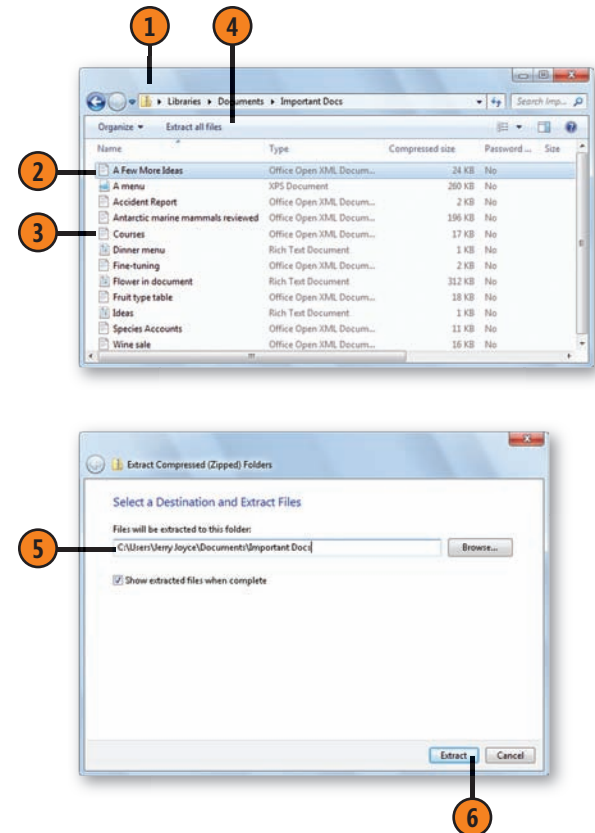 1
4
Libraries ▸ Documents ▸ Important Docs Search Imp...
Organize Extract all files
Name Type Compressed size Password ... Size
2
A Few More Ideas Office Open XML Docum... 24 KB No
A menu XPS Document 260 KB No
Accident Report Office Open XML Docum... 2 KB No
Antarctic marine mammals reviewed Office Open XML Docum... 196 KB No
3
Courses Office Open XML Docum... 17 KB No
Dinner menu Rich Text Document 1 KB No
Fine-tuning Office Open XML Docum... 2 KB No
Flower in document Rich Text Document 312 KB No
Fruit type table Office Open XML Docum... 18 KB No
Ideas Rich Text Document 1 KB No
Species Accounts Office Open XML Docum... 11 KB No
Wine sale Office Open XML Docum... 16 KB No
Extract Compressed (Zipped) Folders
Select a Destination and Extract Files
Files will be extracted to this folder:
5
C:\Users\Jerry Joyce\Documents\Important Docs Browse...
Show extracted files when complete
Extract Cancel
6